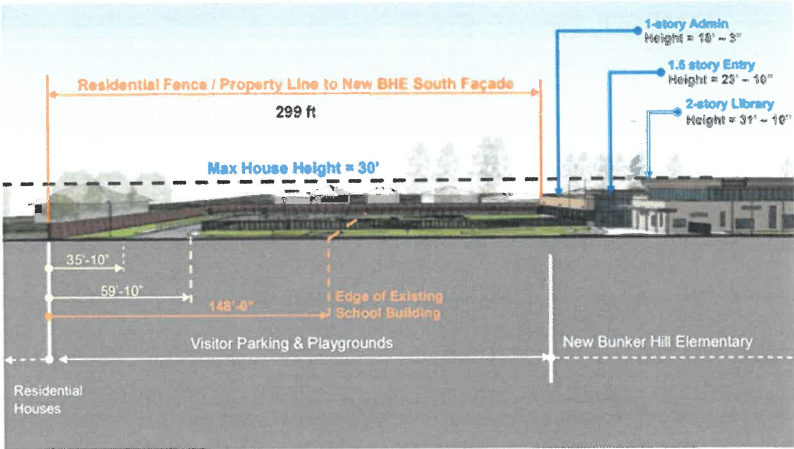 1-story Admin
Height = 18' – 3"
1.5 story Entry
Height = 23' – 10"
2-story Library
Height = 31' – 10"
Residential Fence / Property Line to New BHE South Façade
299 ft
Max House Height = 30'
35'-10"
59'-10"
148'-0"
Edge of Existing
School Building
Visitor Parking & Playgrounds
New Bunker Hill Elementary
Residential
Houses